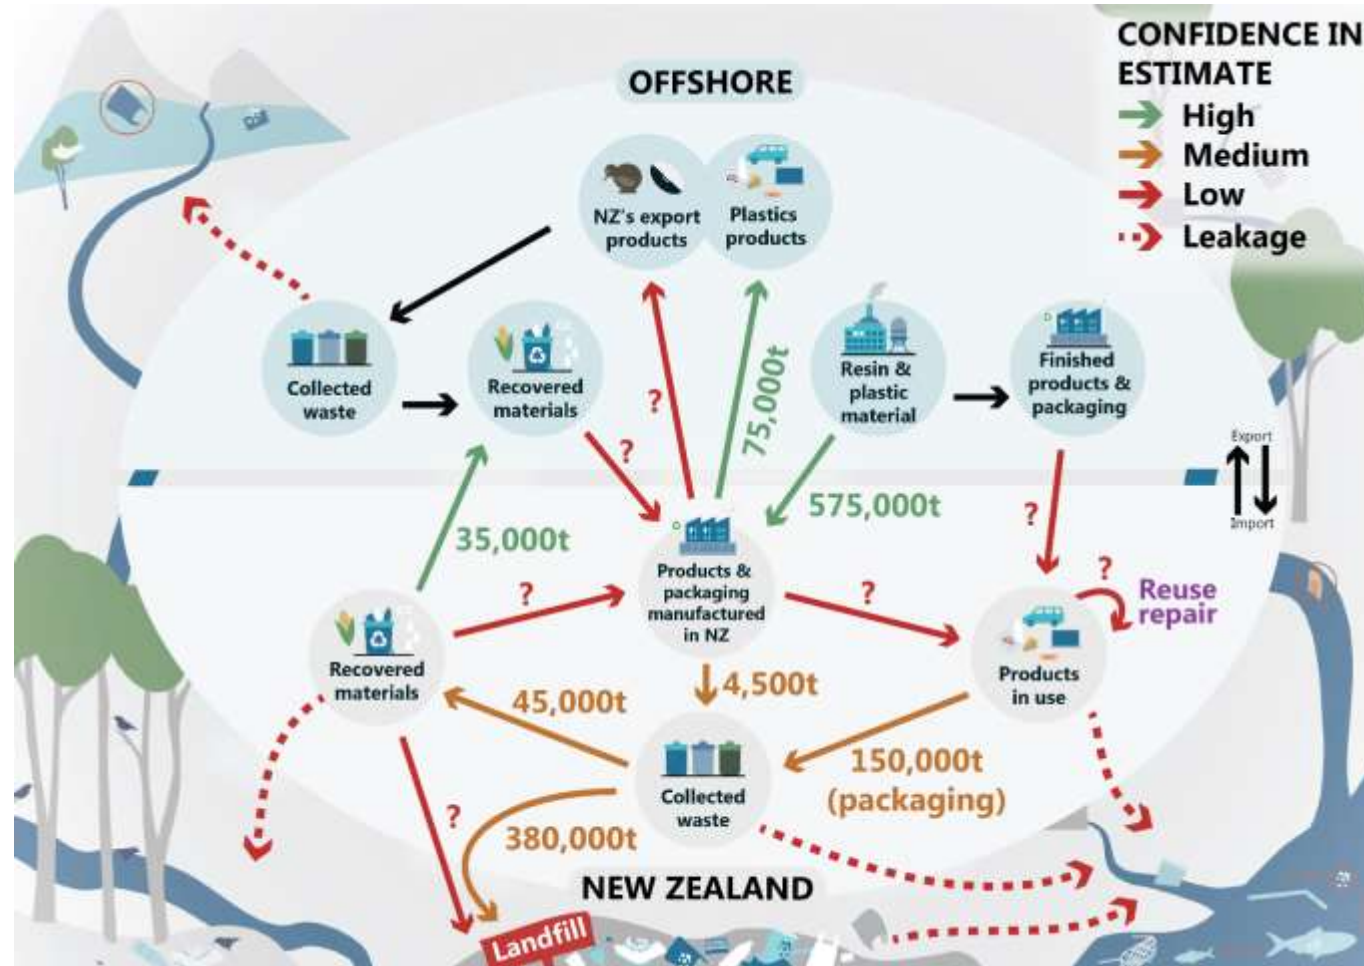 CONFIDENCE IN
ESTIMATE
High
Medium
Low
Leakage
OFFSHORE
NZ's export
products
Plastics
products
Collected
waste
Recovered
materials
Resin &
plastic
material
Finished
products &
packaging
?
?
75,000t
575,000t
?
Export
Import
35,000t
?
Products &
packaging
manufactured
in NZ
?
?
Reuse
repair
Recovered
materials
Products
in use
4,500t
45,000t
150,000t
(packaging)
Collected
waste
?
380,000t
NEW ZEALAND
Landfill